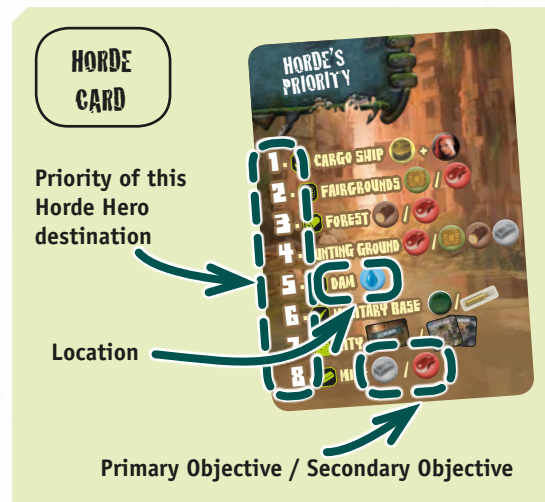 HORDE
CARD
HORDE'S
PRIORITY
Priority of this
Horde Hero
destination
1. CARGO SHIP +
2. FAIRGROUNDS /
3. FOREST /
4. HUNTING GROUND /
5. DAM
6. MILITARY BASE /
7. /
8 /
Location
Primary Objective / Secondary Objective